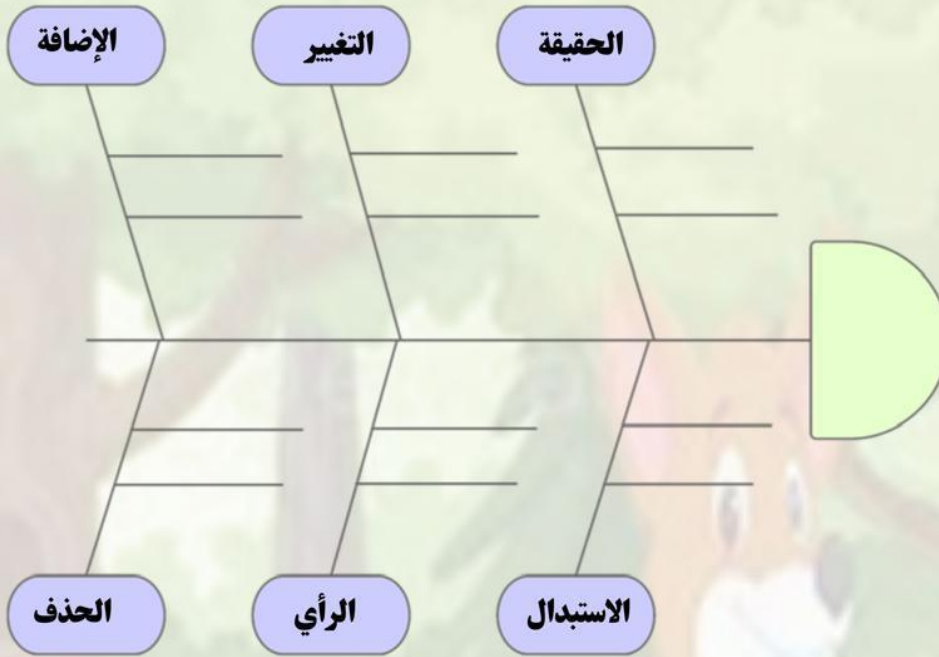 الحقيقة
التغيير
الإضافة
الاستبدال
الرأي
الحذف